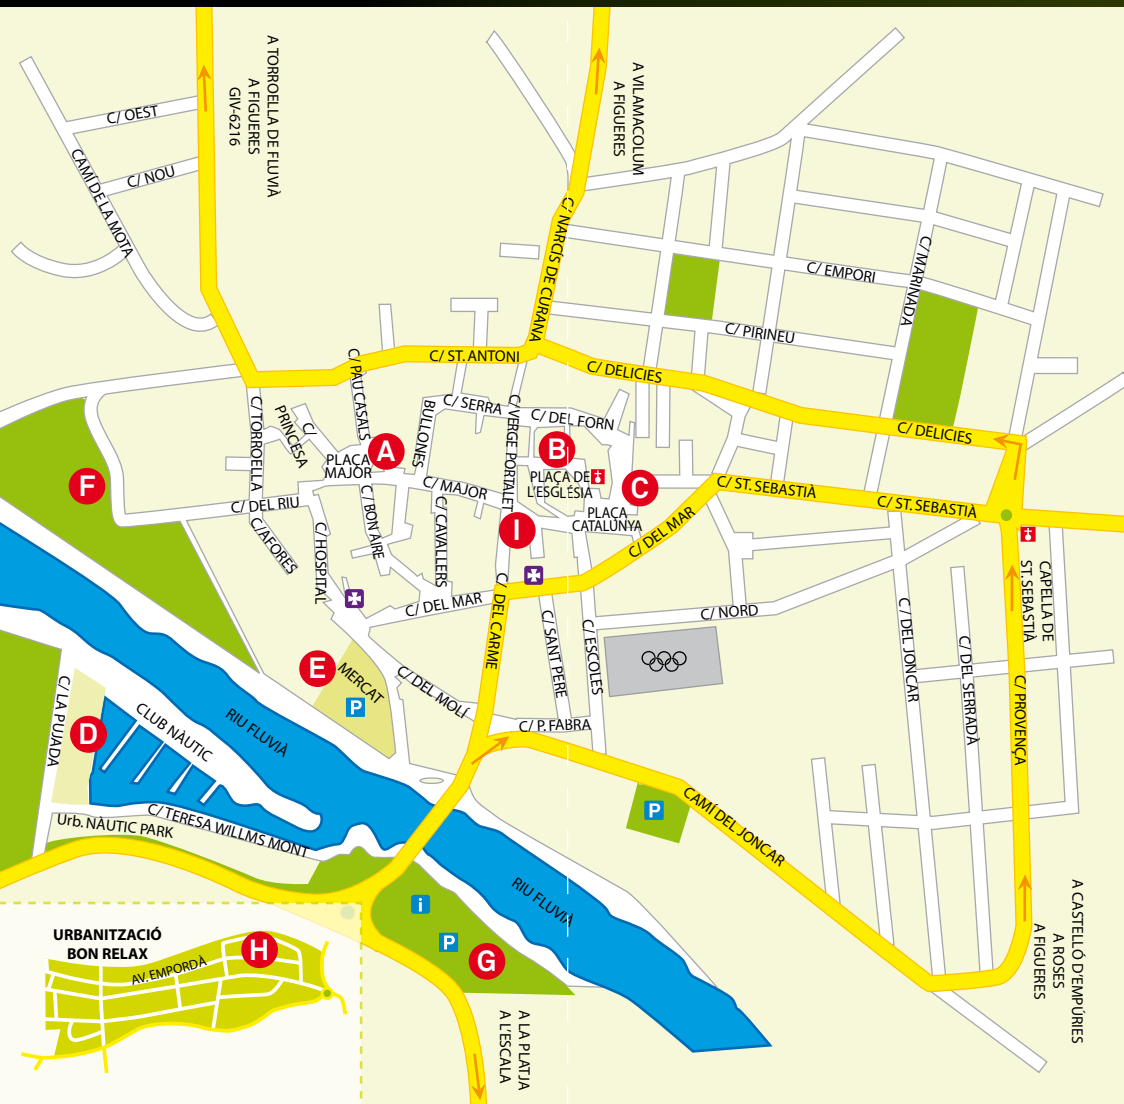 A TORROELLA DE FLUVIÀ
A FIGUERES
GIV-6216
A VILAMACOLUM
A FIGUERES
C/ OEST
C/ NOU
CAMÍ DE LA MOTA
C/ NARCÍS DE CURANA
C/ EMPORI
C/ MARINADA
C/ PIRINEU
C/ ST. ANTONI
C/ DELICIES
C/ DELICIES
C/ PAU CASALS
C/ TORROELLA
C/
PRINCESA
BULLONES
C/ SERRA
C/ VERGE PORTALET
C/ DEL FORN
A
B
C
PLAÇA
MAJOR
PLAÇA DE
L'ESGLÉSIA
PLAÇA
CATALUNYA
F
C/ MAJOR
C/ ST. SEBASTIÀ
C/ ST. SEBASTIÀ
C/ DEL RIU
C/ BON AIRE
C/ CAVALLERS
I
C/ DEL MAR
C/AFORES
C/ HOSPITAL
C/ DEL MAR
C/ DEL CARME
C/ SANT PERE
C/ ESCOLES
C/ NORD
CAPELLA DE
ST. SEBASTIÀ
C/ DEL JONCAR
C/ DEL SERRADÀ
C/ PROVENÇA
E
MERCAT
P
C/ DEL MOLÍ
C/ P. FABRA
C/ LA PUJADA
D
CLUB NÀUTIC
RIU FLUVIÀ
C/ TERESA WILLMS MONT
Urb. NÀUTIC PARK
P
CAMÍ DEL JONCAR
RIU FLUVIÀ
i
P
G
URBANITZACIÓ
BON RELAX
H
AV. EMPORDÀ
A LA PLATJA
A L'ESCALA
A CASTELLÓ D'EMPÚRIES
A ROSES
A FIGUERES